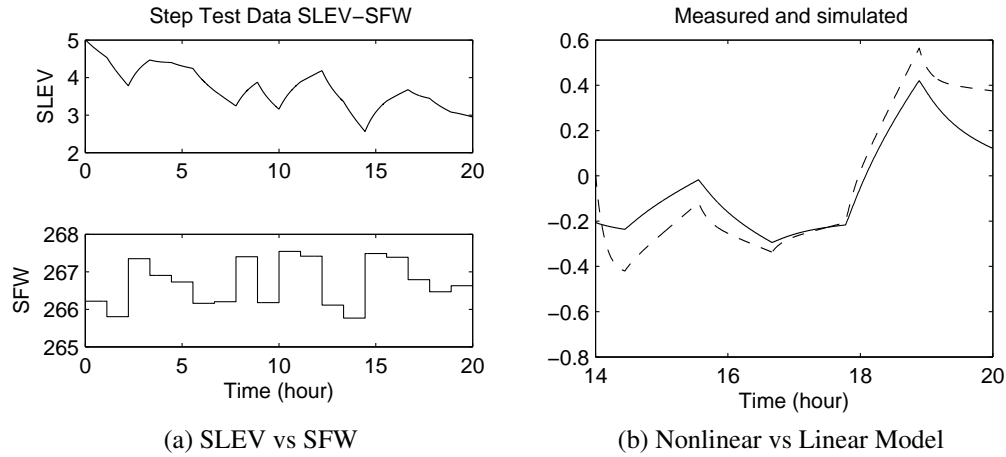 Step Test Data SLEV−SFW
5
4
3
2
SLEV
0 5 10 15 20
268
267
266
265
SFW
0 5 10 15 20
Time (hour)
(a) SLEV vs SFW
Measured and simulated
0.6
0.4
0.2
0
−0.2
−0.4
−0.6
−0.8
14 16 18 20
Time (hour)
(b) Nonlinear vs Linear Model